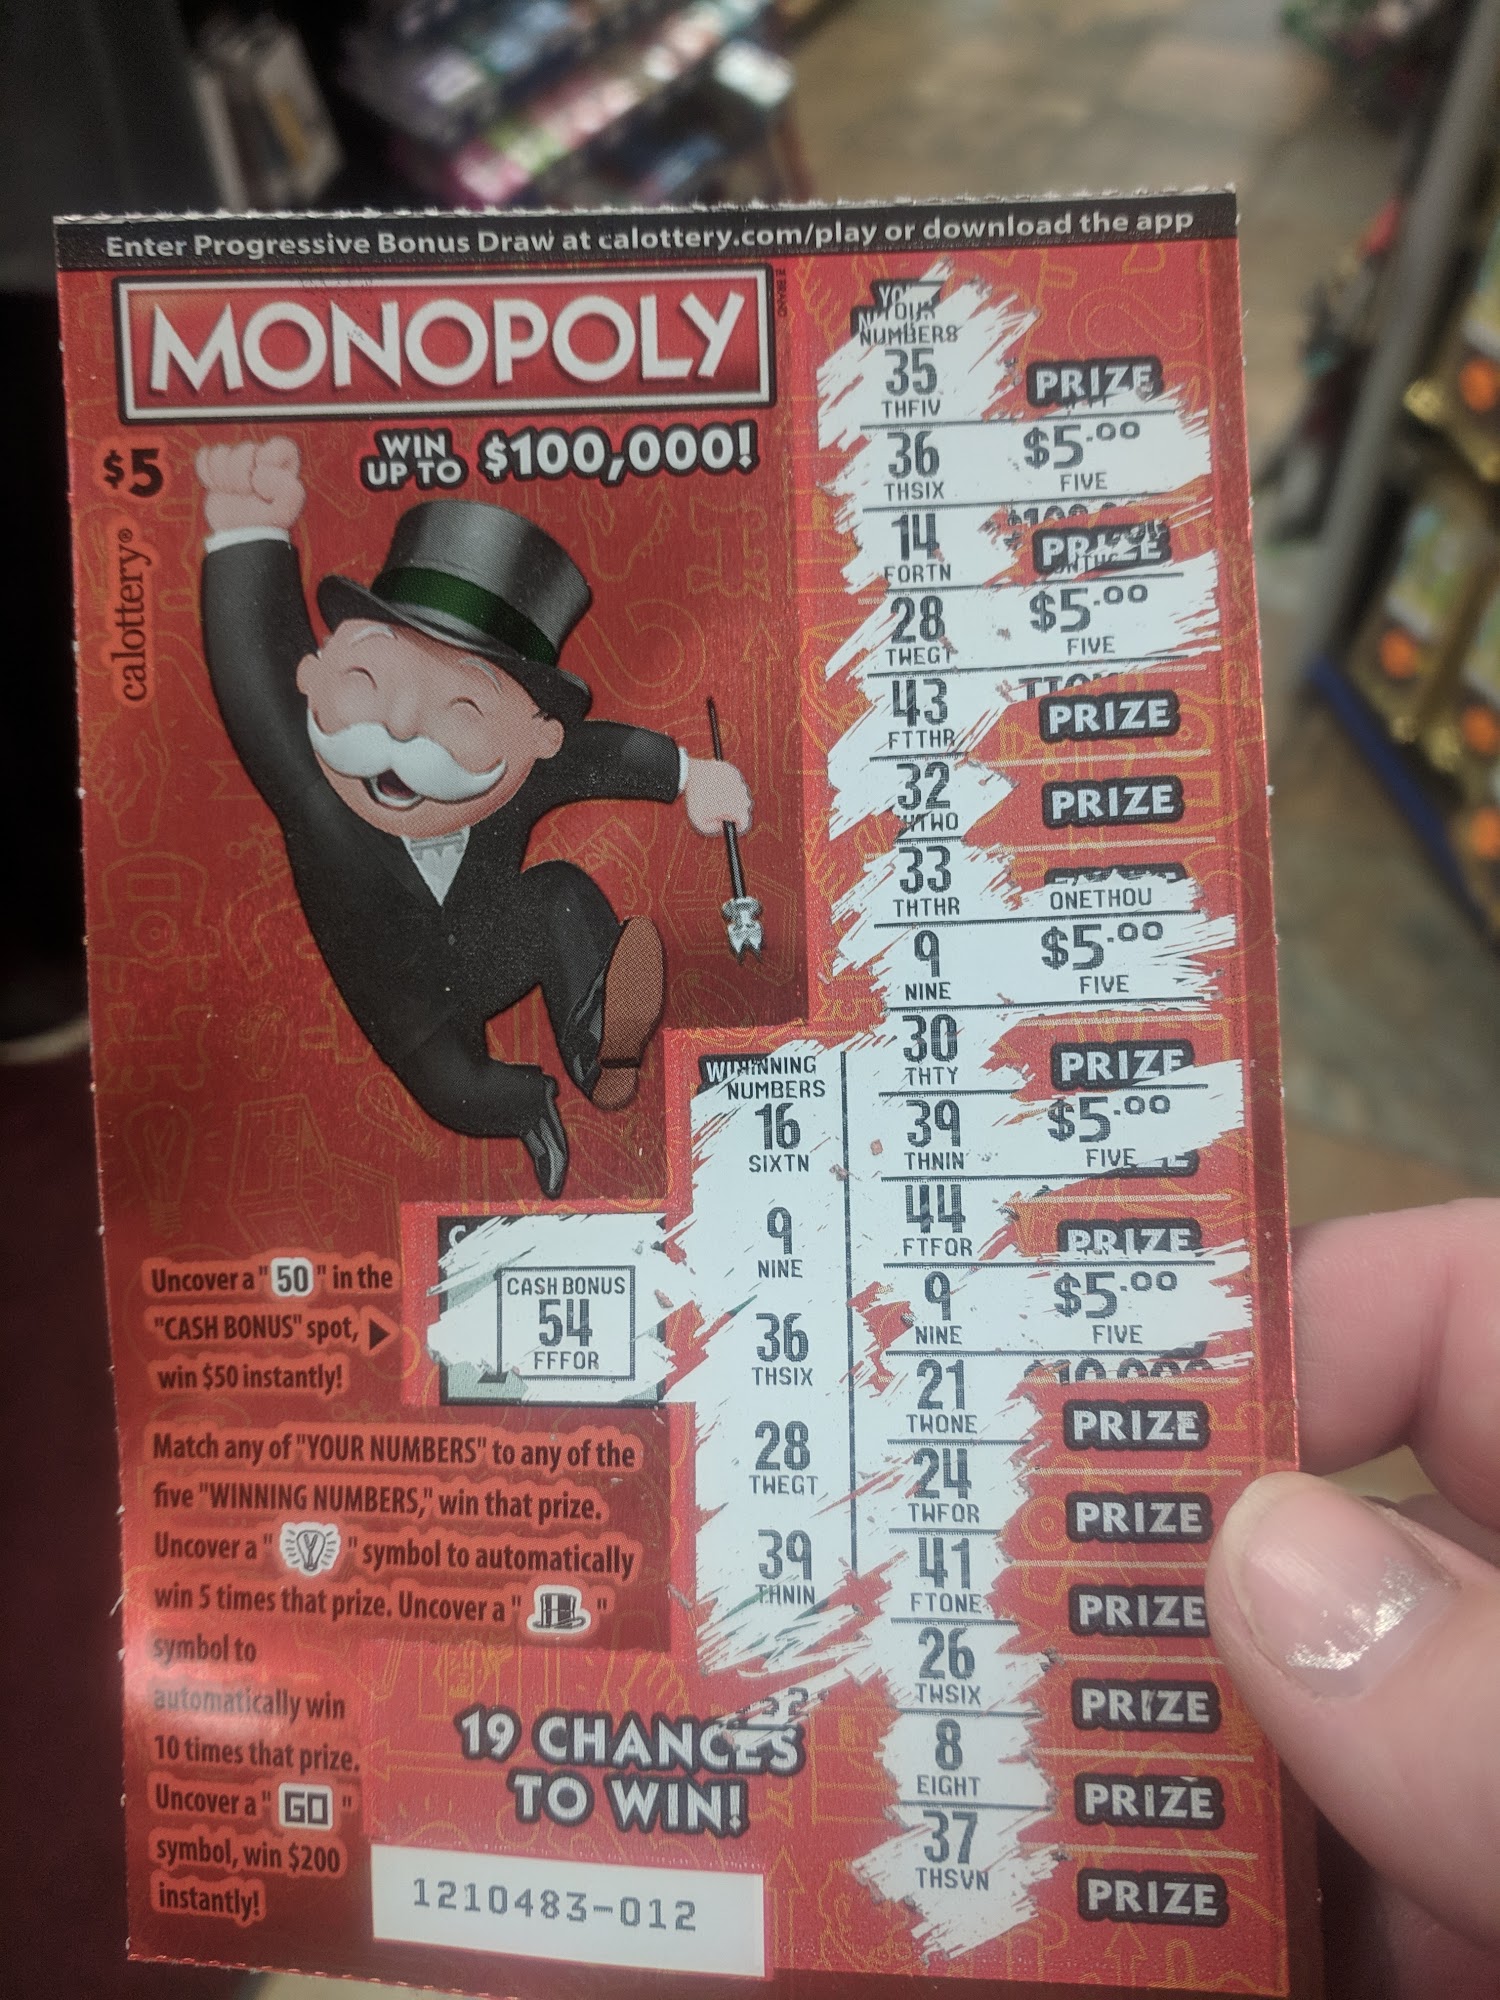 Enter Progressive Bonus Draw at calottery.com/play or download the app
MONOPOLY
$5
WIN UP TO $100,000!
calottery®
YOUR
NUMBERS
35 PRIZE
THFIV
36 $5.00
THSIX FIVE
14 PRIZE
FORTN
28 $5.00
TWEGT FIVE
43 PRIZE
FTTHR
32 PRIZE
33
THTHR ONETHOU
9 $5.00
NINE FIVE
30 PRIZE
THTY
39 $5.00
THNIN FIVE
44 PRIZE
FTFOR
9 $5.00
NINE FIVE
21 PRIZE
TWONE
24 PRIZE
TWFOR
41 PRIZE
FTONE
26 PRIZE
TWSIX
8 PRIZE
EIGHT
37 PRIZE
THSVN
WINNING
NUMBERS
16
SIXTN
9
NINE
36
THSIX
28
TWEGT
39
THNIN
CASH BONUS
54
FFFOR
Uncover a "50" in the
"CASH BONUS" spot,
win $50 instantly!
Match any of "YOUR NUMBERS" to any of the
five "WINNING NUMBERS," win that prize.
Uncover a " " symbol to automatically
win 5 times that prize. Uncover a " "
symbol to
automatically win
10 times that prize.
Uncover a "GO"
symbol, win $200
instantly!
19 CHANCES
TO WIN!
1210483-012